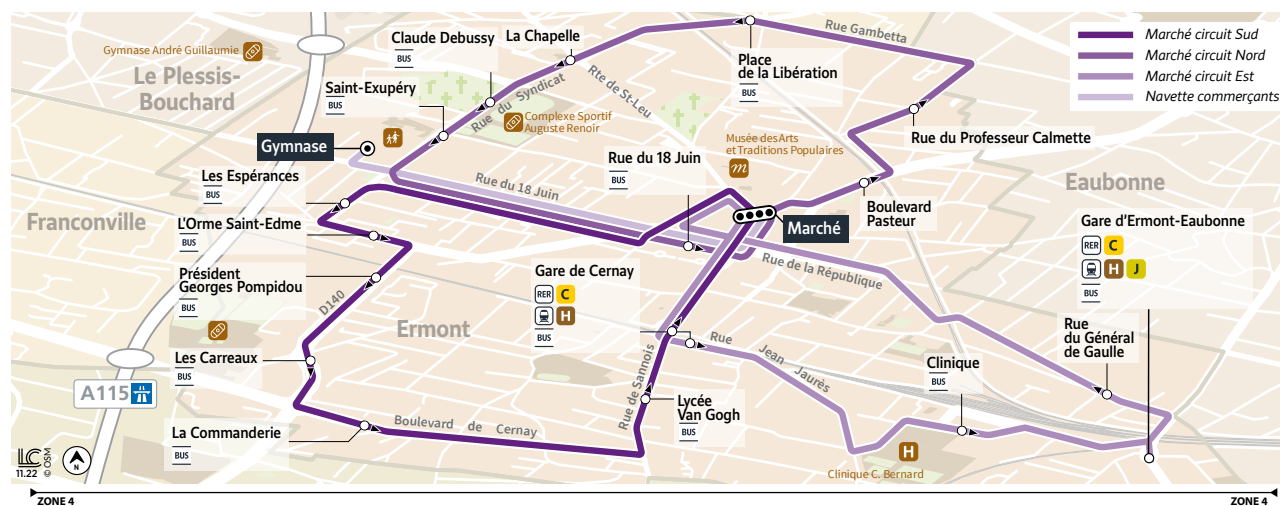 Gymnase André Guillaumie
Le Plessis-
Bouchard
Claude Debussy
BUS
La Chapelle
Rue Gambetta
Place
de la Libération
BUS
Marché circuit Sud
Marché circuit Nord
Marché circuit Est
Navette commerçants
Saint-Exupéry
BUS
Rue du Syndicat
Rte de St-Leu
Complexe Sportif
Auguste Renoir
Musée des Arts
et Traditions Populaires
m
Rue du Professeur Calmette
Gymnase
Rue du 18 Juin
BUS
Les Espérances
BUS
Rue du 18 Juin
Eaubonne
Franconville
L'Orme Saint-Edme
BUS
Marché
Boulevard
Pasteur
Gare d'Ermont-Eaubonne
RER C
H J
BUS
Rue de la République
Président
Georges Pompidou
BUS
D140
Gare de Cernay
RER C
H
BUS
Ermont
Rue
du Général
de Gaulle
Rue Jean Jaurès
Les Carreaux
BUS
Clinique
BUS
A115
Rue de Sannois
Lycée
Van Gogh
BUS
Boulevard de Cernay
La Commanderie
BUS
H
Clinique C. Bernard
LC
11.22
© OSM
N
ZONE 4
ZONE 4